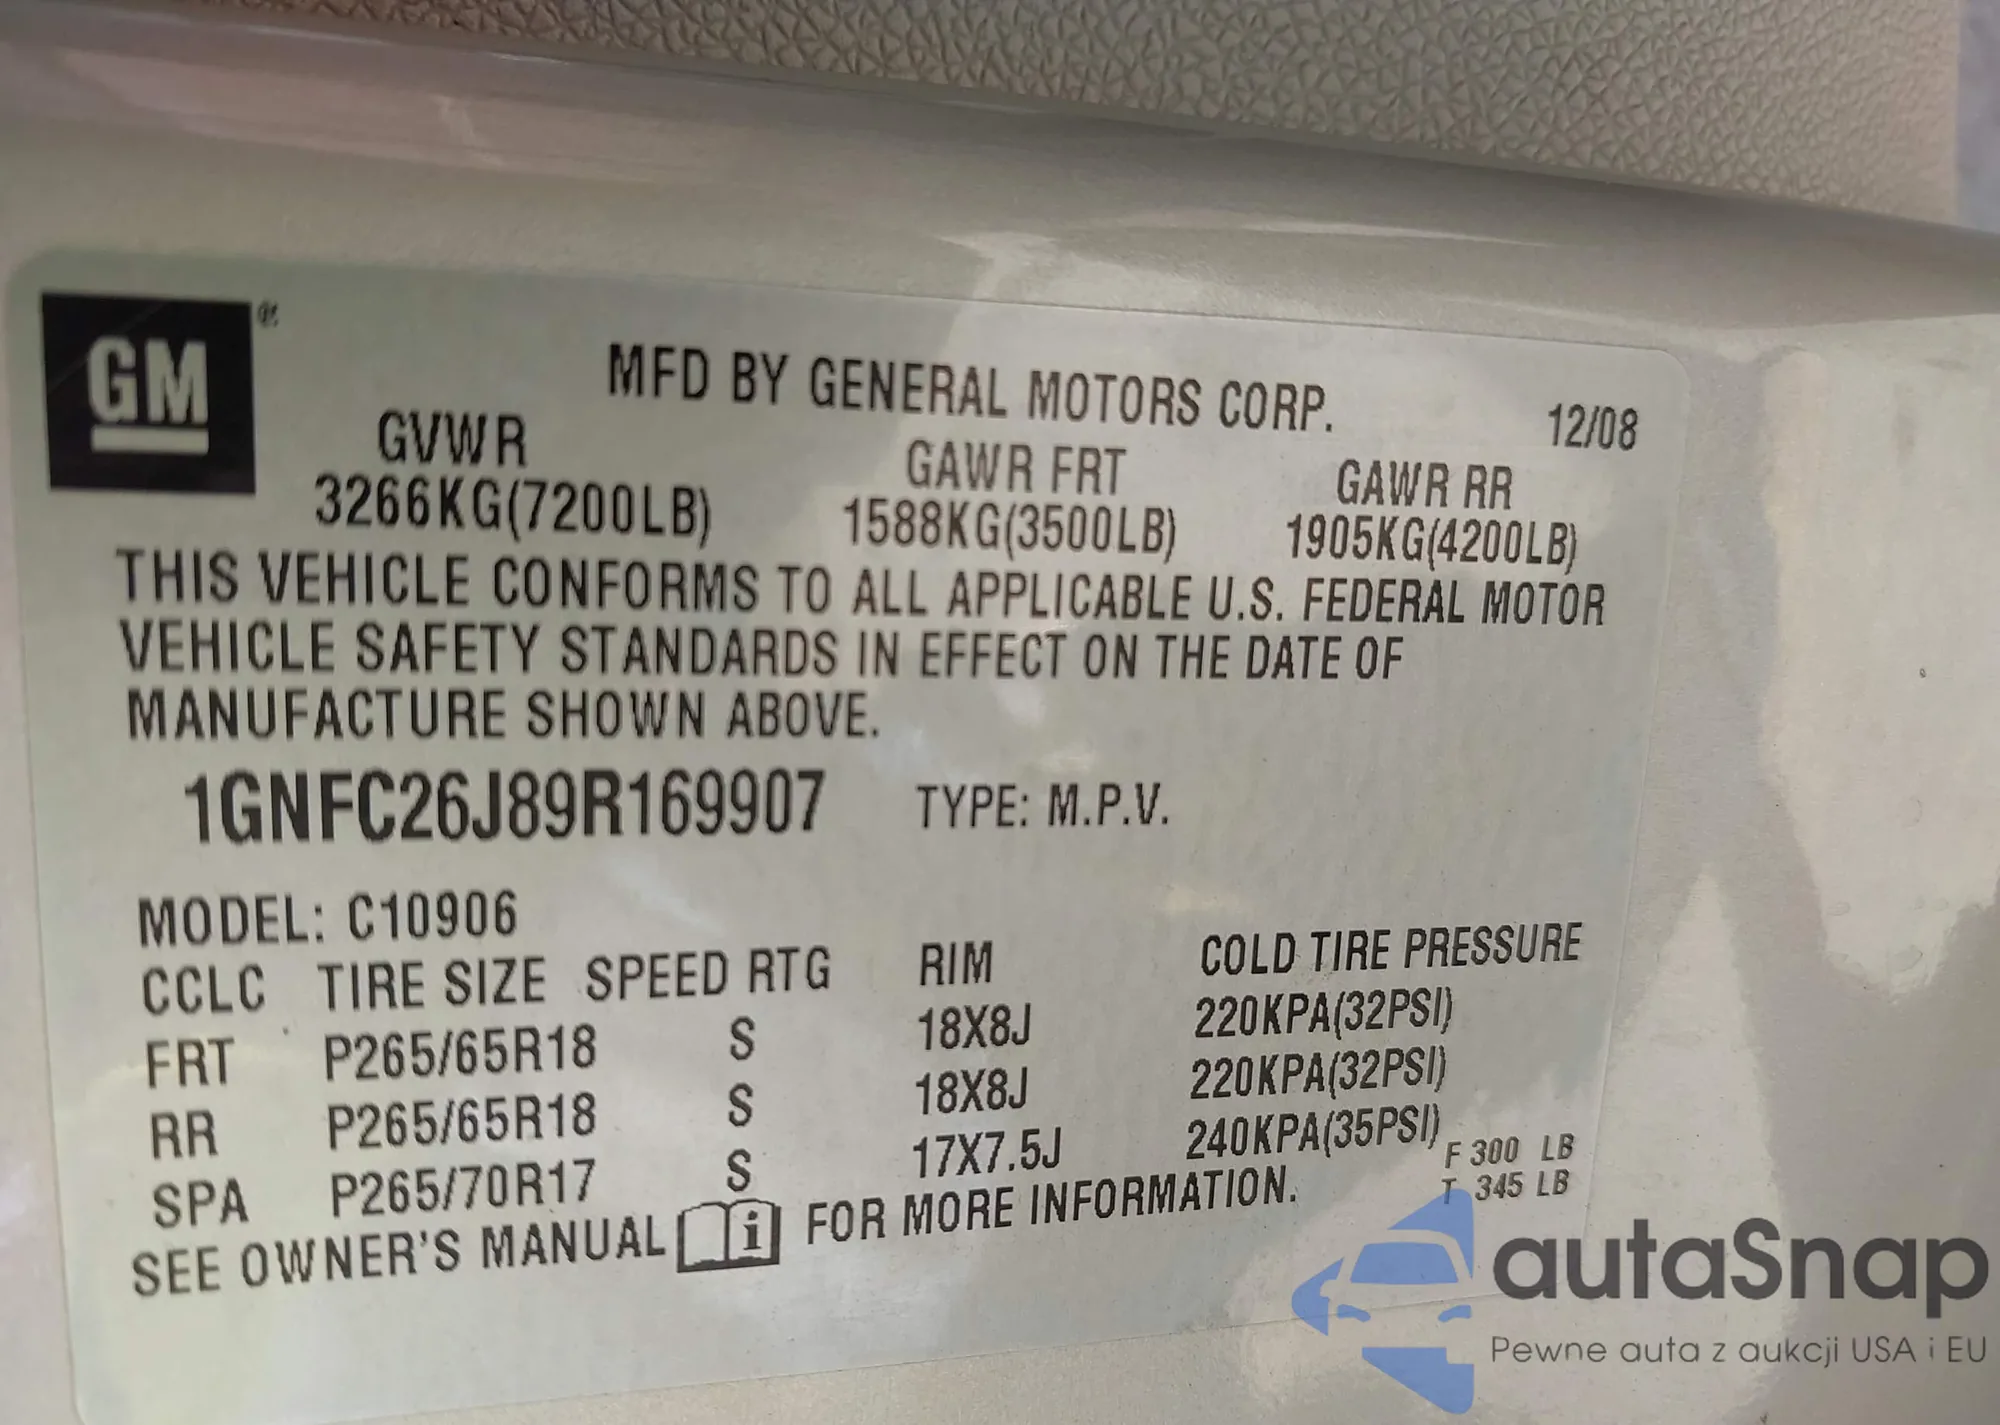 GM®
MFD BY GENERAL MOTORS CORP.
12/08
GVWR GAWR FRT GAWR RR
3266KG(7200LB) 1588KG(3500LB) 1905KG(4200LB)
THIS VEHICLE CONFORMS TO ALL APPLICABLE U.S. FEDERAL MOTOR
VEHICLE SAFETY STANDARDS IN EFFECT ON THE DATE OF
MANUFACTURE SHOWN ABOVE.
1GNFC26J89R169907 TYPE: M.P.V.
MODEL: C10906
CCLC TIRE SIZE SPEED RTG RIM COLD TIRE PRESSURE
FRT P265/65R18 S 18X8J 220KPA(32PSI)
RR P265/65R18 S 18X8J 220KPA(32PSI)
SPA P265/70R17 S 17X7.5J 240KPA(35PSI)
F 300 LB
T 345 LB
SEE OWNER'S MANUAL i FOR MORE INFORMATION.
autaSnap
Pewne auta z aukcji USA i EU